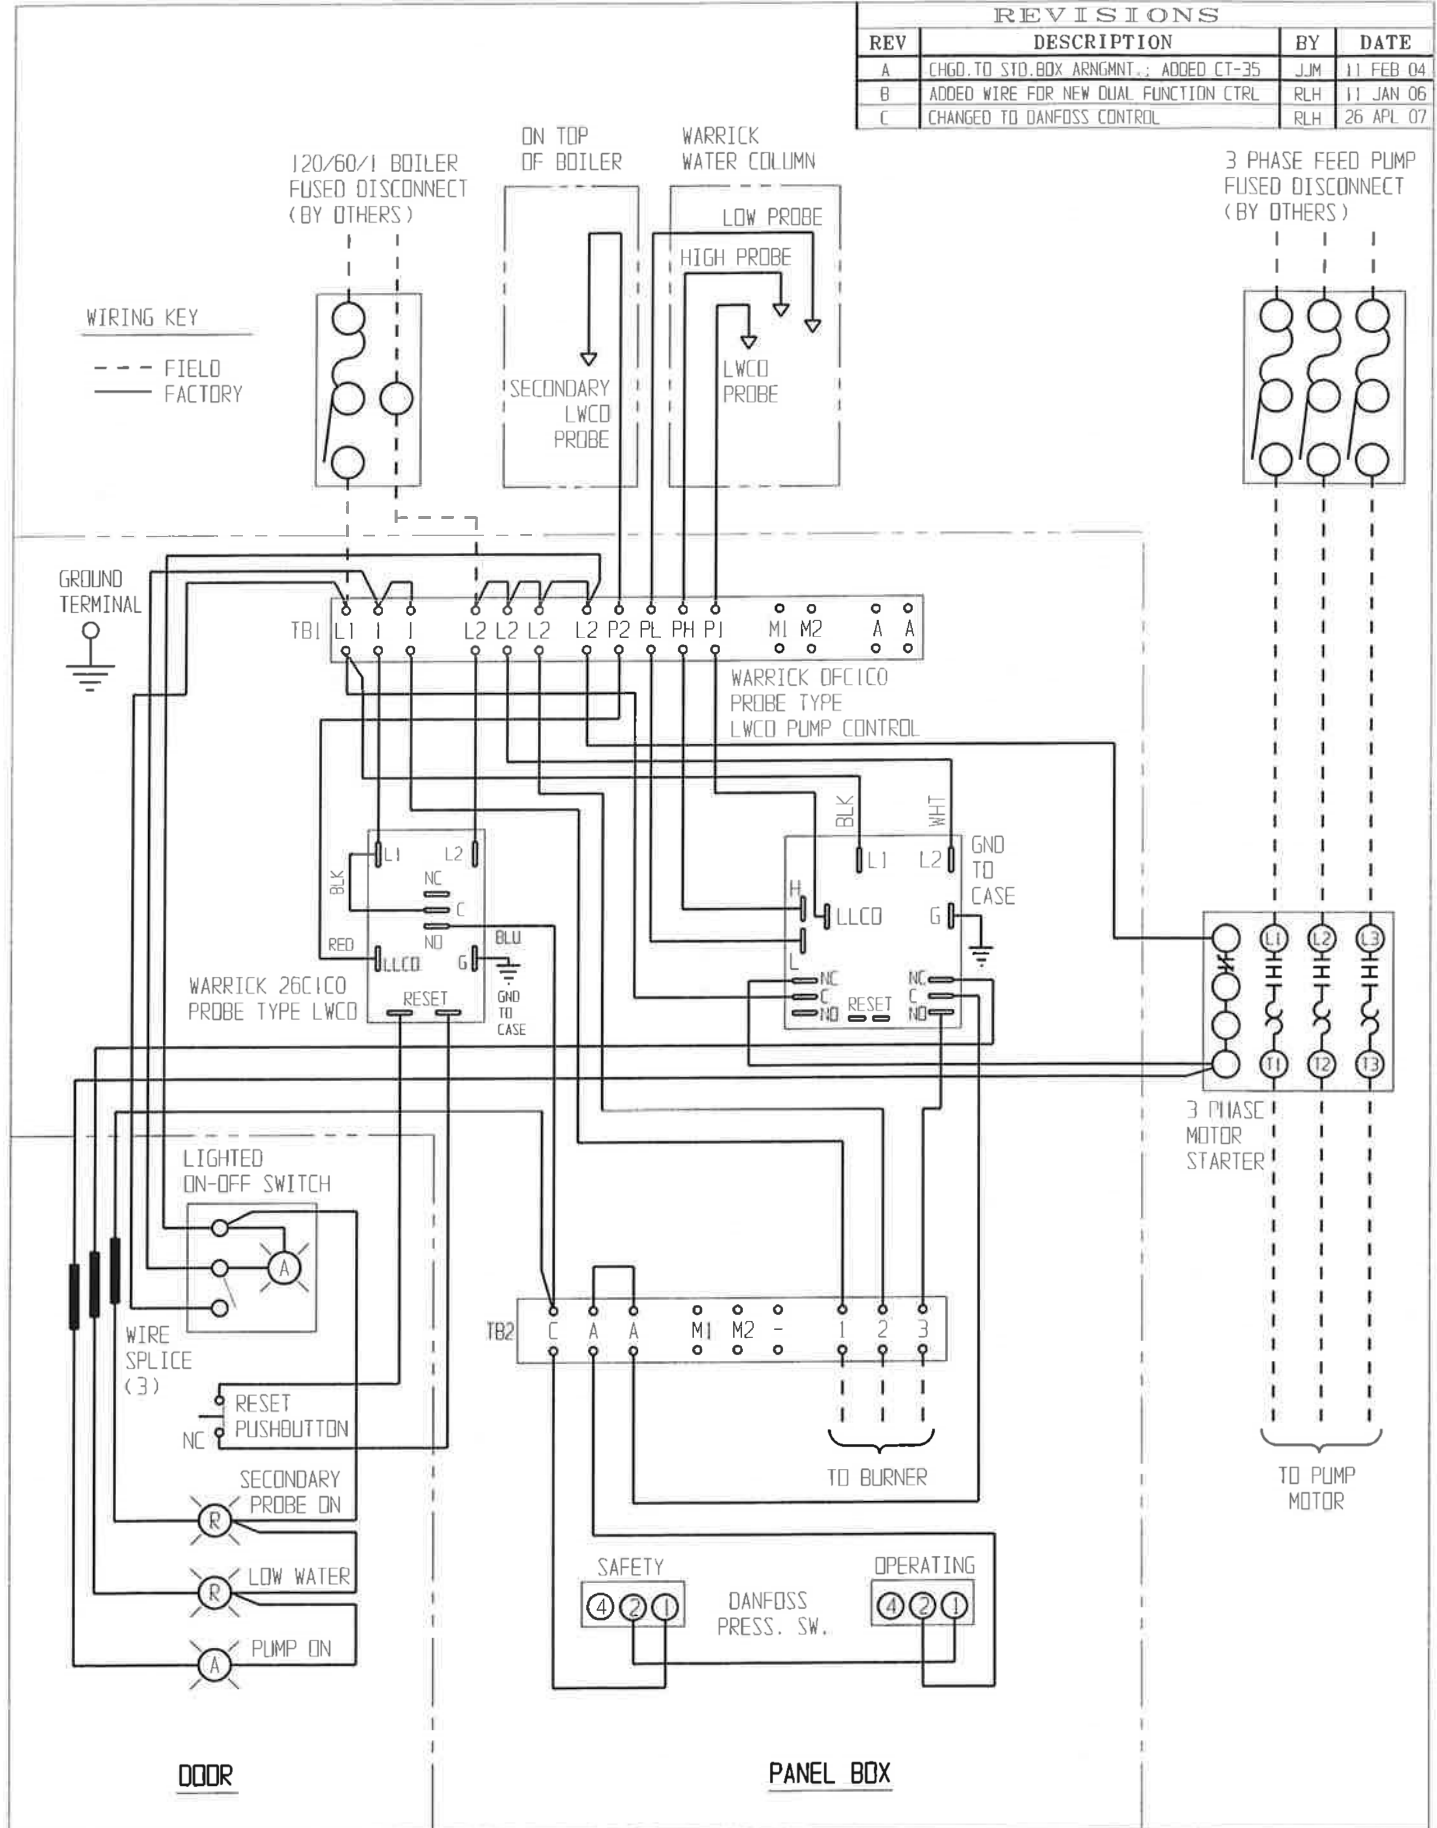 REVISIONS
REV DESCRIPTION BY DATE
A CHGD.TO STD.BOX ARNGMNT.; ADDED CT-35 JJM 11 FEB 04
B ADDED WIRE FOR NEW DUAL FUNCTION CTRL RLH 11 JAN 06
C CHANGED TO DANFOSS CONTROL RLH 26 APL 07
120/60/1 BOILER
FUSED DISCONNECT
(BY OTHERS)
ON TOP
OF BOILER
WARRICK
WATER COLUMN
3 PHASE FEED PUMP
FUSED DISCONNECT
(BY OTHERS)
LOW PROBE
HIGH PROBE
WIRING KEY
FIELD
FACTORY
SECONDARY
LWCO
PROBE
LWCO
PROBE
GROUND
TERMINAL
TB1 L1 1 1 L2 L2 L2 L2 P2 PL PH P1 M1 M2 A A
WARRICK DFC1CO
PROBE TYPE
LWCO PUMP CONTROL
BLK
L1 L2
NC
C
NO
RED
LLCO G
BLU
RESET
GND
TO
CASE
WARRICK 26C1CO
PROBE TYPE LWCO
BLK WHT
L1 L2
GND
TO
CASE
H
LLCO G
L
NC NC
C C
NO RESET NO
L1 L2 L3
T1 T2 T3
3 PHASE
MOTOR
STARTER
LIGHTED
ON-OFF SWITCH
A
WIRE
SPLICE
(3)
TB2 C A A M1 M2 - 1 2 3
RESET
PUSHBUTTON
NC
TO BURNER
TO PUMP
MOTOR
SECONDARY
PROBE ON
R
LOW WATER
R
PUMP ON
A
SAFETY
4 2 1
DANFOSS
PRESS. SW.
OPERATING
4 2 1
DOOR
PANEL BOX